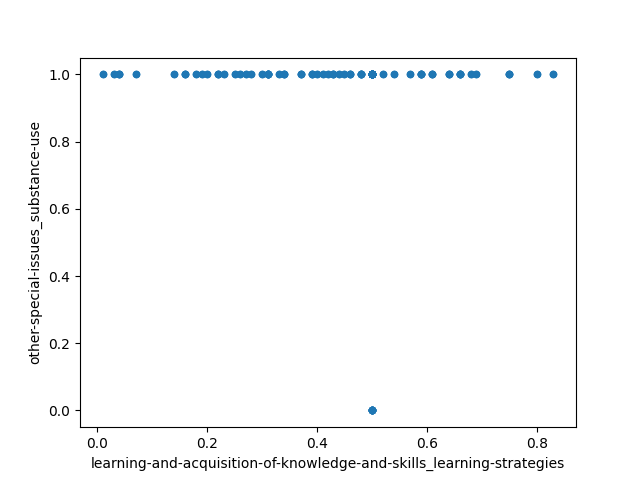 1.0
0.8
0.6
0.4
0.2
0.0
other-special-issues_substance-use
0.0 0.2 0.4 0.6 0.8
learning-and-acquisition-of-knowledge-and-skills_learning-strategies